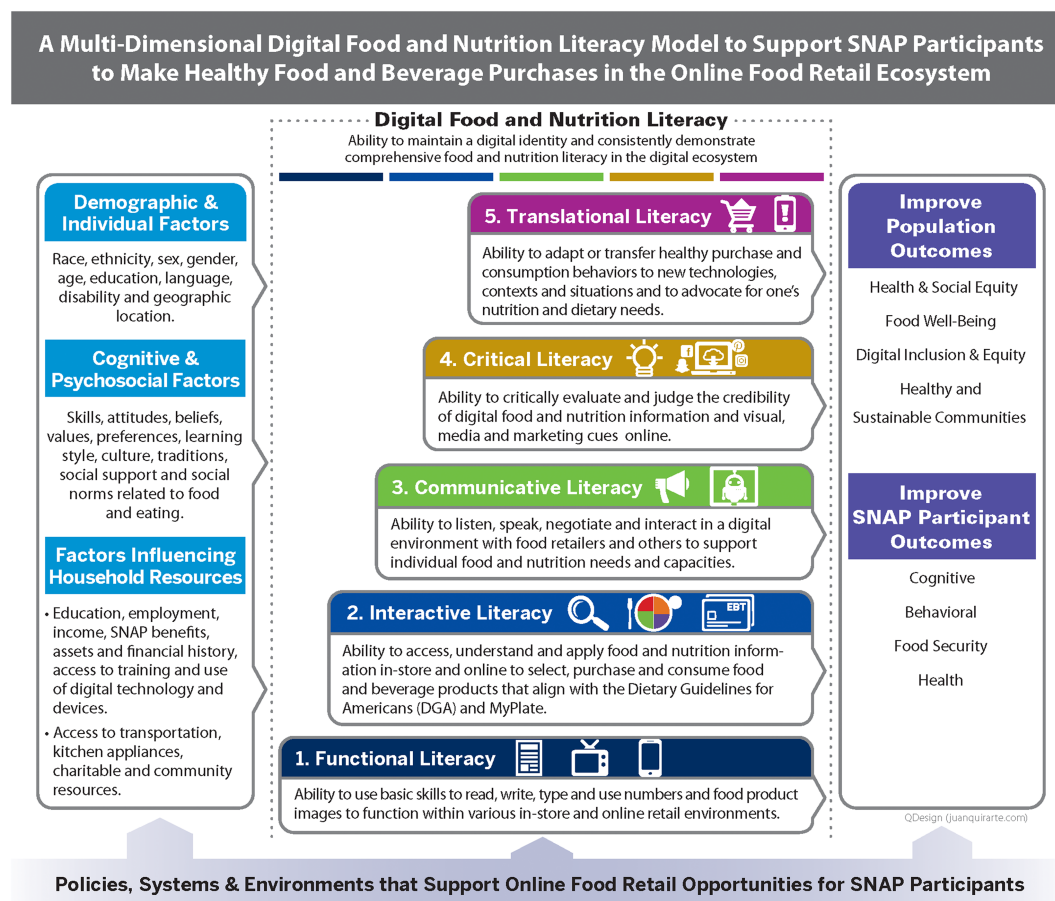 A Multi-Dimensional Digital Food and Nutrition Literacy Model to Support SNAP Participants
to Make Healthy Food and Beverage Purchases in the Online Food Retail Ecosystem
Digital Food and Nutrition Literacy
Ability to maintain a digital identity and consistently demonstrate
comprehensive food and nutrition literacy in the digital ecosystem
Demographic &
Individual Factors
Race, ethnicity, sex, gender,
age, education, language,
disability and geographic
location.
Cognitive &
Psychosocial Factors
Skills, attitudes, beliefs,
values, preferences, learning
style, culture, traditions,
social support and social
norms related to food
and eating.
Factors Influencing
Household Resources
• Education, employment,
income, SNAP benefits,
assets and financial history,
access to training and use
of digital technology and
devices.
• Access to transportation,
kitchen appliances,
charitable and community
resources.
5. Translational Literacy
Ability to adapt or transfer healthy purchase and
consumption behaviors to new technologies,
contexts and situations and to advocate for one's
nutrition and dietary needs.
4. Critical Literacy
Ability to critically evaluate and judge the credibility
of digital food and nutrition information and visual,
media and marketing cues online.
3. Communicative Literacy
Ability to listen, speak, negotiate and interact in a digital
environment with food retailers and others to support
individual food and nutrition needs and capacities.
2. Interactive Literacy
EBT
Ability to access, understand and apply food and nutrition inform-
ation in-store and online to select, purchase and consume food
and beverage products that align with the Dietary Guidelines for
Americans (DGA) and MyPlate.
1. Functional Literacy
Ability to use basic skills to read, write, type and use numbers and food product
images to function within various in-store and online retail environments.
Improve
Population
Outcomes
Health & Social Equity
Food Well-Being
Digital Inclusion & Equity
Healthy and
Sustainable Communities
Improve
SNAP Participant
Outcomes
Cognitive
Behavioral
Food Security
Health
QDesign (juanquirarte.com)
Policies, Systems & Environments that Support Online Food Retail Opportunities for SNAP Participants